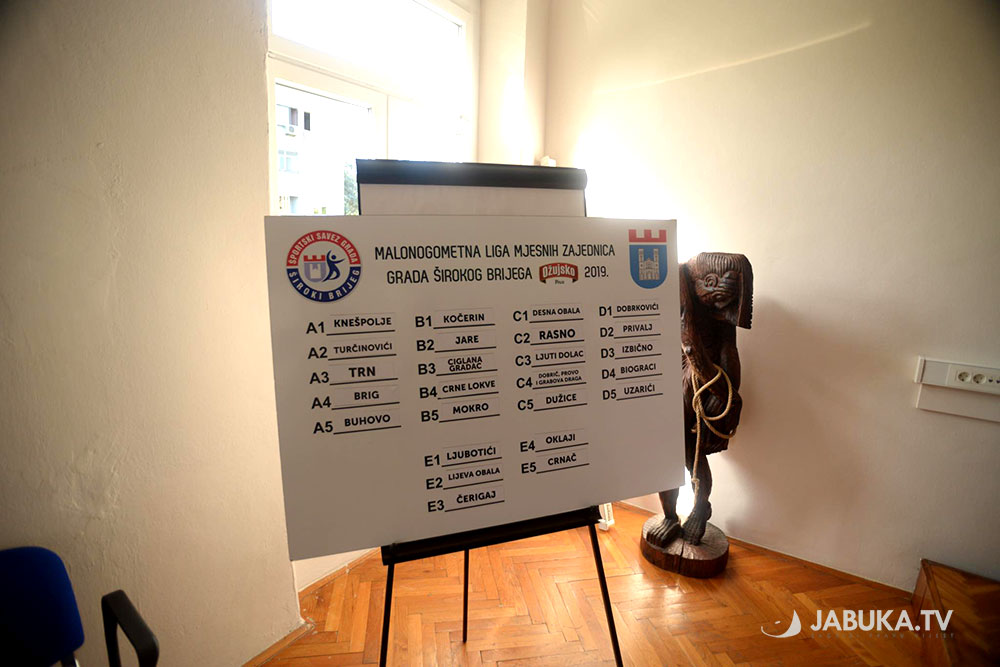 SPORTSKI SAVEZ GRADA
ŠIROKI BRIJEG
MALONOGOMETNA LIGA MJESNIH ZAJEDNICA
GRADA ŠIROKOG BRIJEGA Ožujsko 2019.
A1 KNEŠPOLJE
A2 TURČINOVIĆI
A3 TRN
A4 BRIG
A5 BUHOVO
B1 KOČERIN
B2 JARE
B3 CIGLANA
GRADAC
B4 CRNE LOKVE
B5 MOKRO
C1 DESNA OBALA
C2 RASNO
C3 LJUTI DOLAC
C4 DOBRIČ, PROVO
I GRABOVA DRAGA
C5 DUŽICE
D1 DOBRKOVIĆI
D2 PRIVALJ
D3 IZBIČNO
D4 BIOGRACI
D5 UZARIĆI
E1 LJUBOTIĆI
E2 LIJEVA OBALA
E3 ČERIGAJ
E4 OKLAJI
E5 CRNAČ
JABUKA.TV